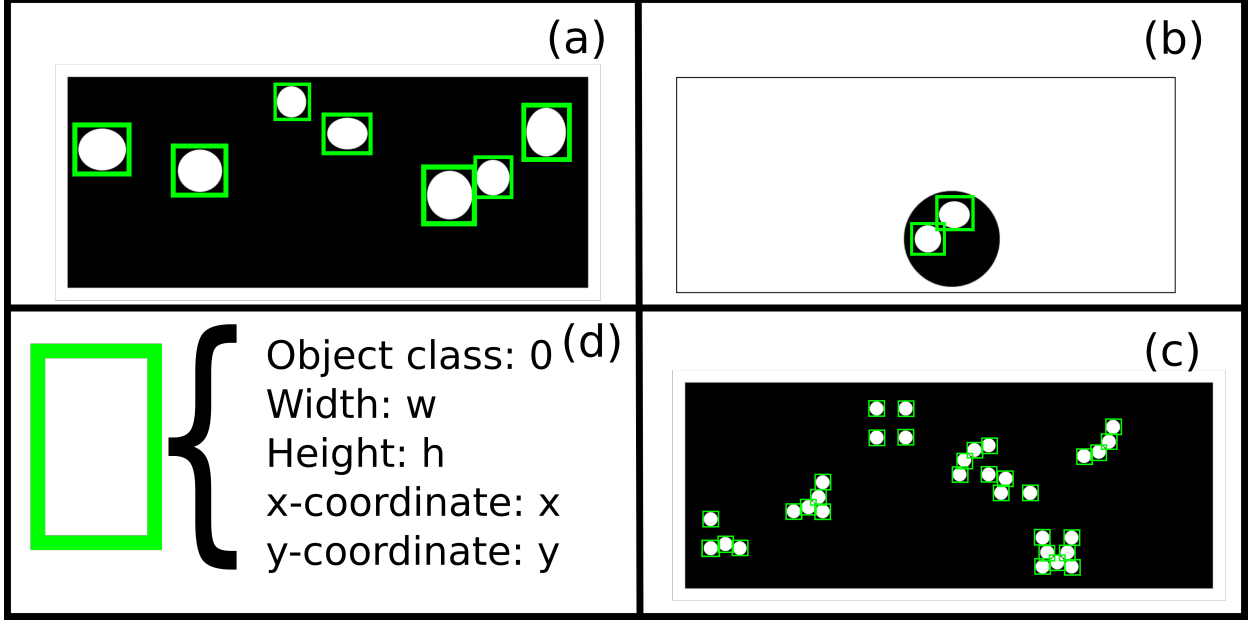 (a)
(b)
(d)
Object class: 0
Width: w
Height: h
x-coordinate: x
y-coordinate: y
(c)